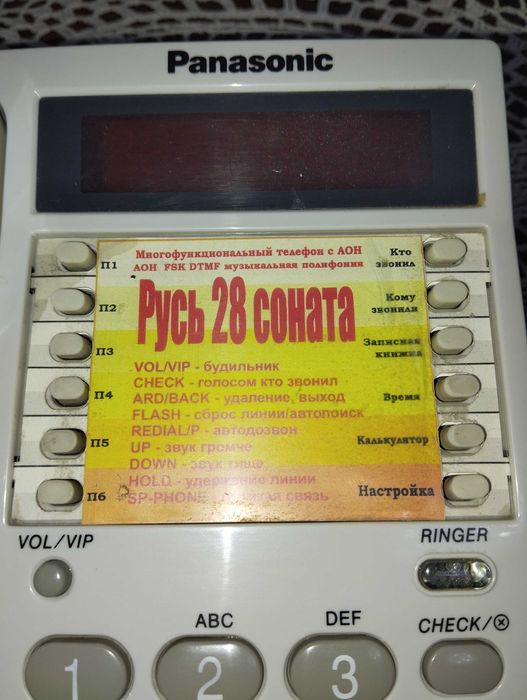 Panasonic
Многофункциональный телефон с АОН
АОН FSK DTMF музыкальная полифония
Русь 28 соната
VOL/VIP - будильник
CHECK - голосом кто звонил
ARD/BACK - удаление, выход
FLASH - сброс линии/автопоиск
REDIAL/P - автодозвон
UP - звук громче
DOWN - звук тише
HOLD - удержание линии
SP-PHONE - громкая связь
П1
П2
П3
П4
П5
П6
Кто
звонил
Кому
звонили
Записная
книжка
Время
Калькулятор
Настройка
VOL/VIP
RINGER
ABC
DEF
CHECK/⊗
1
2
3